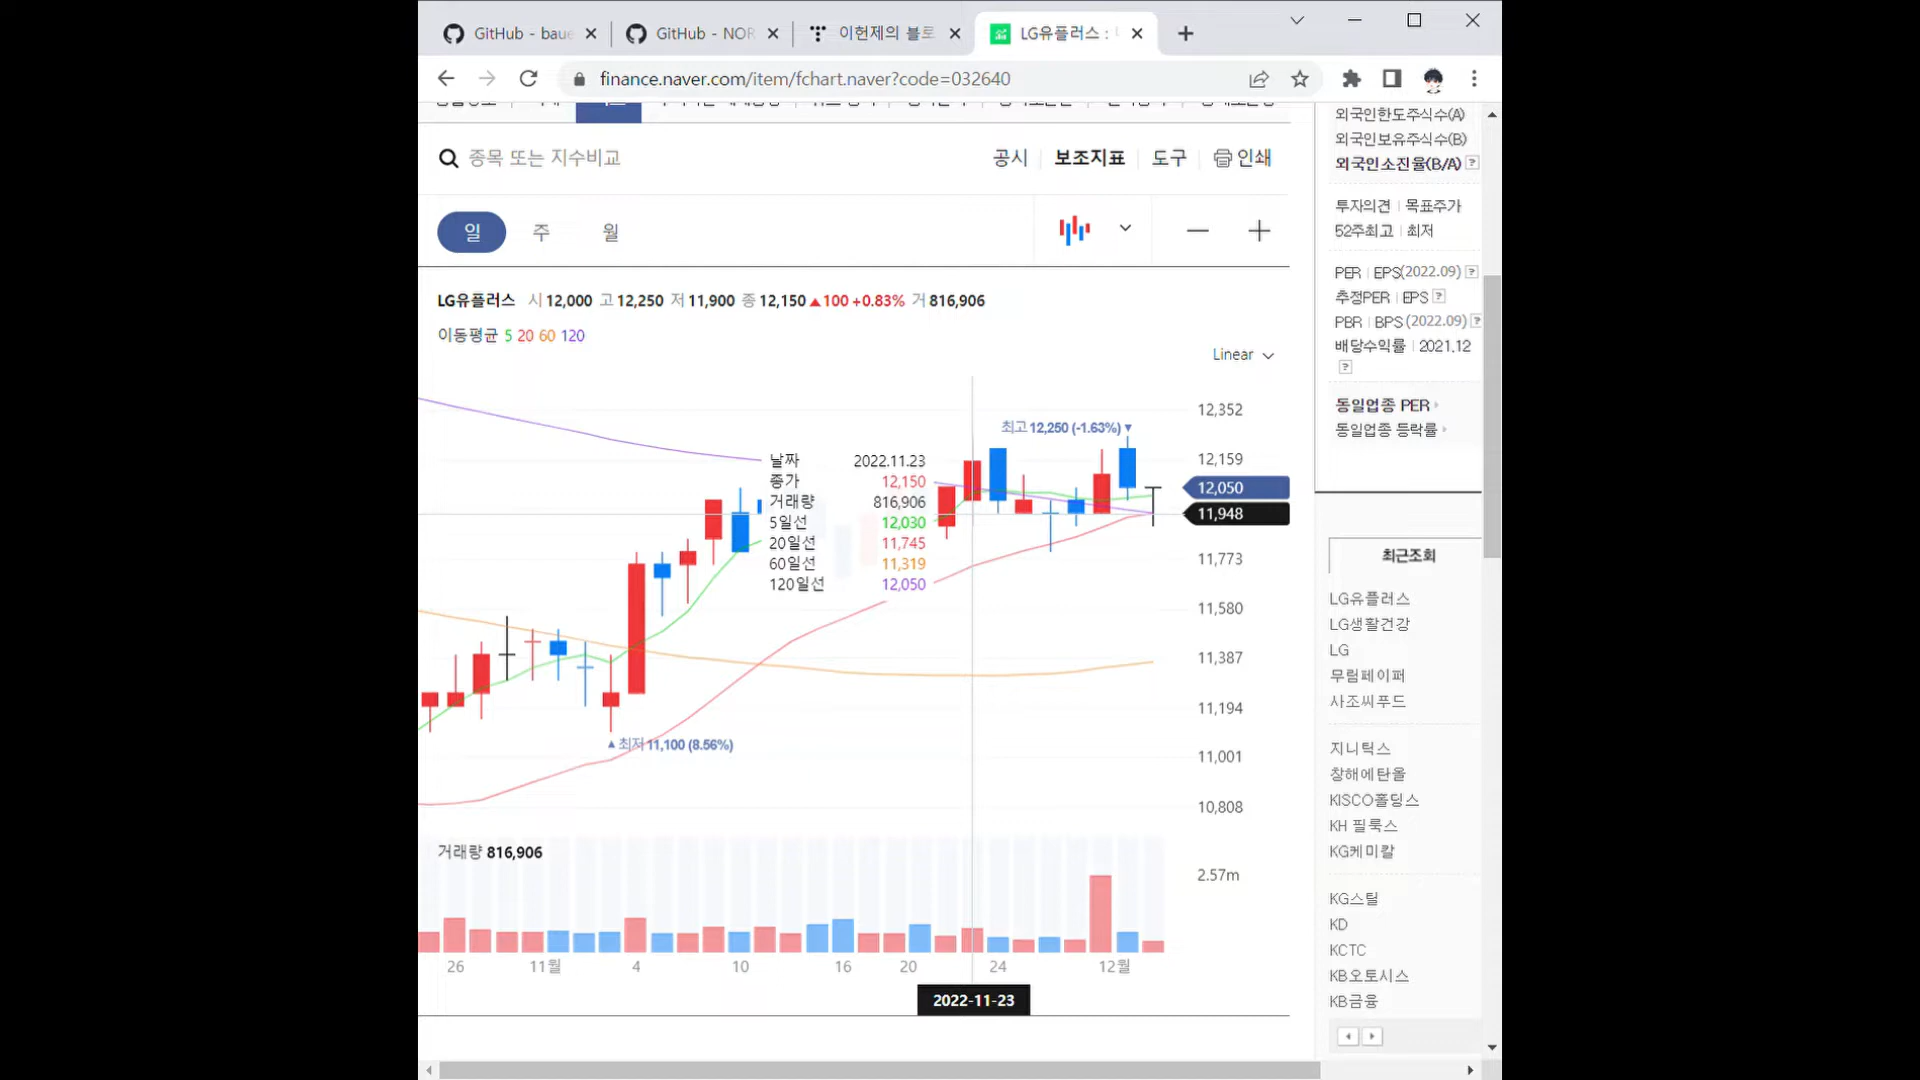 GitHub - baue
GitHub - NOR
이헌제의 블로
LG유플러스 :
finance.naver.com/item/fchart.naver?code=032640
종목 또는 지수비교
공시 보조지표 도구 인쇄
일 주 월
LG유플러스 시 12,000 고 12,250 저 11,900 종 12,150 ▲100 +0.83% 거 816,906
이동평균 5 20 60 120
Linear
최고 12,250 (-1.63%) ▼
날짜 2022.11.23
종가 12,150
거래량 816,906
5일선 12,030
20일선 11,745
60일선 11,319
120일선 12,050
▲ 최저 11,100 (8.56%)
12,352
12,159
12,050
11,948
11,773
11,580
11,387
11,194
11,001
10,808
거래량 816,906
2.57m
26 11월 4 10 16 20 24 12월
2022-11-23
외국인한도주식수(A)
외국인보유주식수(B)
외국인소진율(B/A) ?
투자의견 | 목표주가
52주최고 | 최저
PER | EPS(2022.09) ?
추정PER | EPS ?
PBR | BPS (2022.09) ?
배당수익률 | 2021.12
?
동일업종 PER
동일업종 등락률
최근조회
LG유플러스
LG생활건강
LG
무림페이퍼
사조씨푸드
지니틱스
창해에탄올
KISCO홀딩스
KH 필룩스
KG케미칼
KG스틸
KD
KCTC
KB오토시스
KB금융